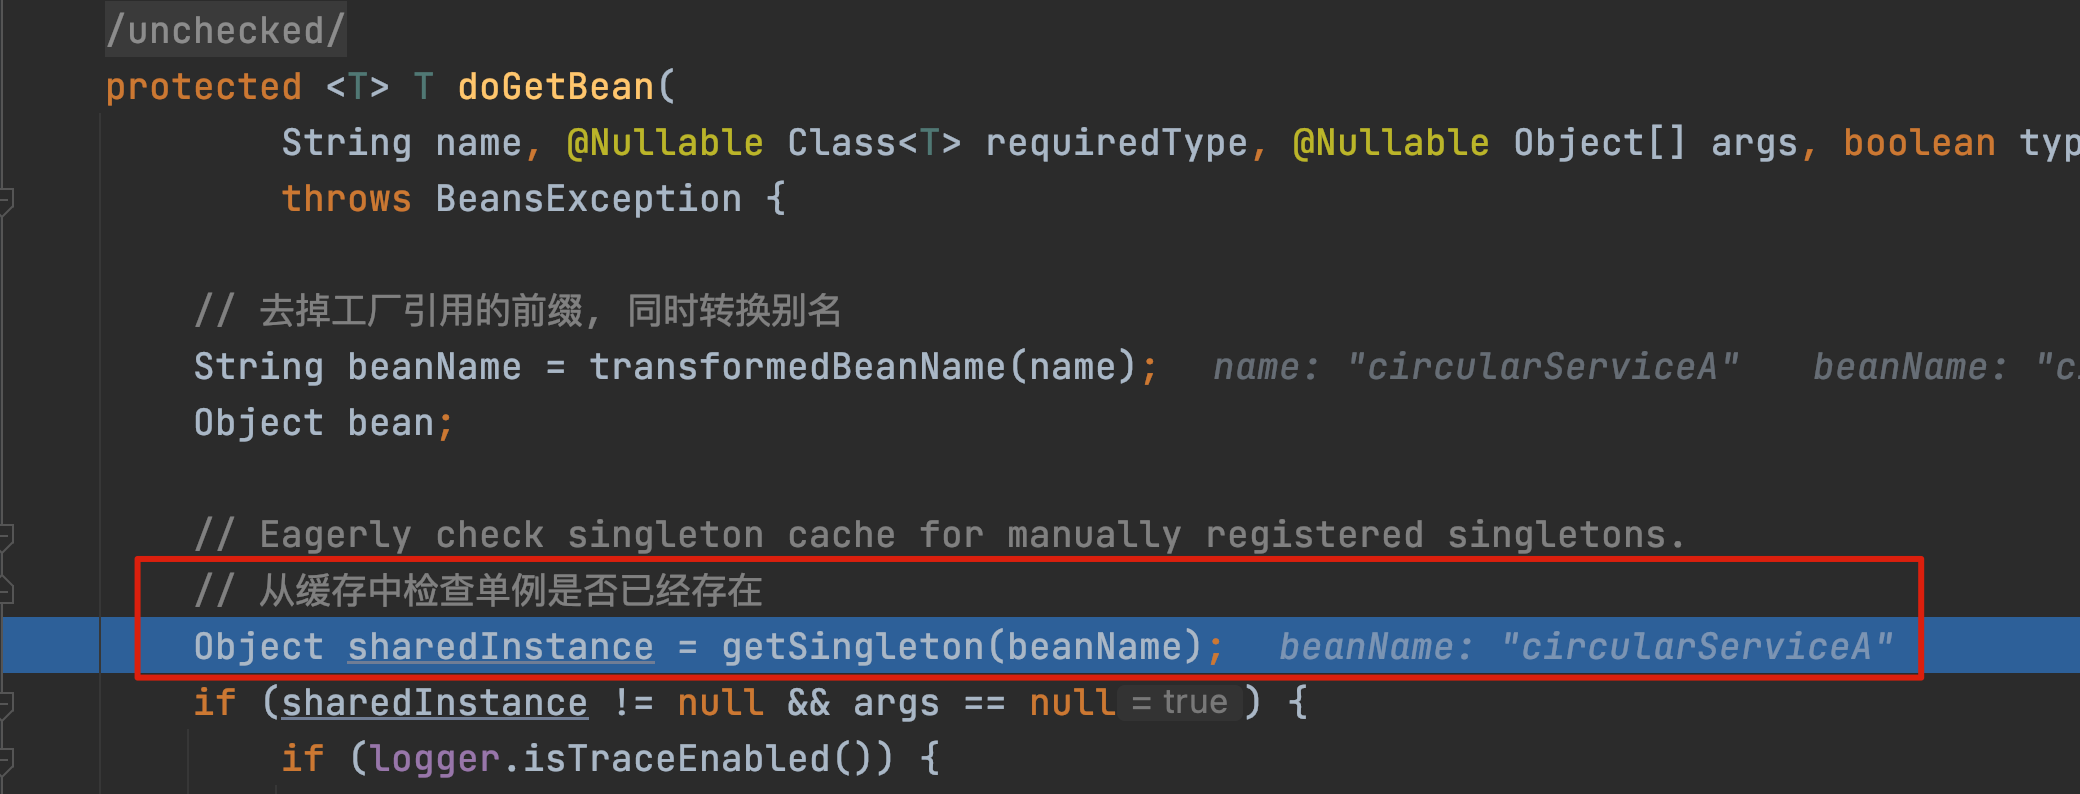 /unchecked/
protected <T> T doGetBean(
String name, @Nullable Class<T> requiredType, @Nullable Object[] args, boolean typ
throws BeansException {
// 去掉工厂引用的前缀, 同时转换别名
String beanName = transformedBeanName(name); name: "circularServiceA" beanName: "ci
Object bean;
// Eagerly check singleton cache for manually registered singletons.
// 从缓存中检查单例是否已经存在
Object sharedInstance = getSingleton(beanName); beanName: "circularServiceA"
if (sharedInstance != null && args == null = true ) {
if (logger.isTraceEnabled()) {